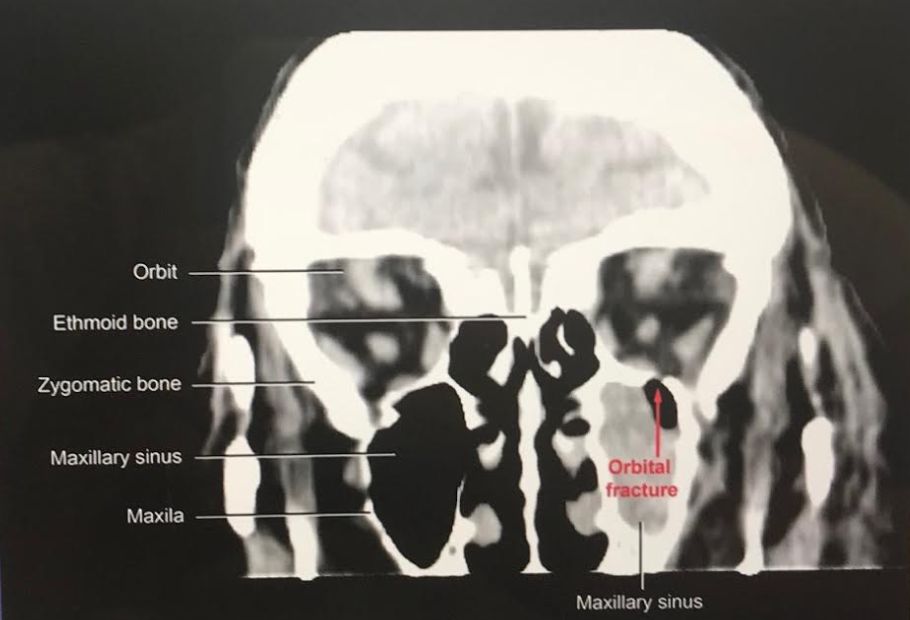 Orbit
Ethmoid bone
Zygomatic bone
Maxillary sinus
Maxila
Orbital
fracture
Maxillary sinus